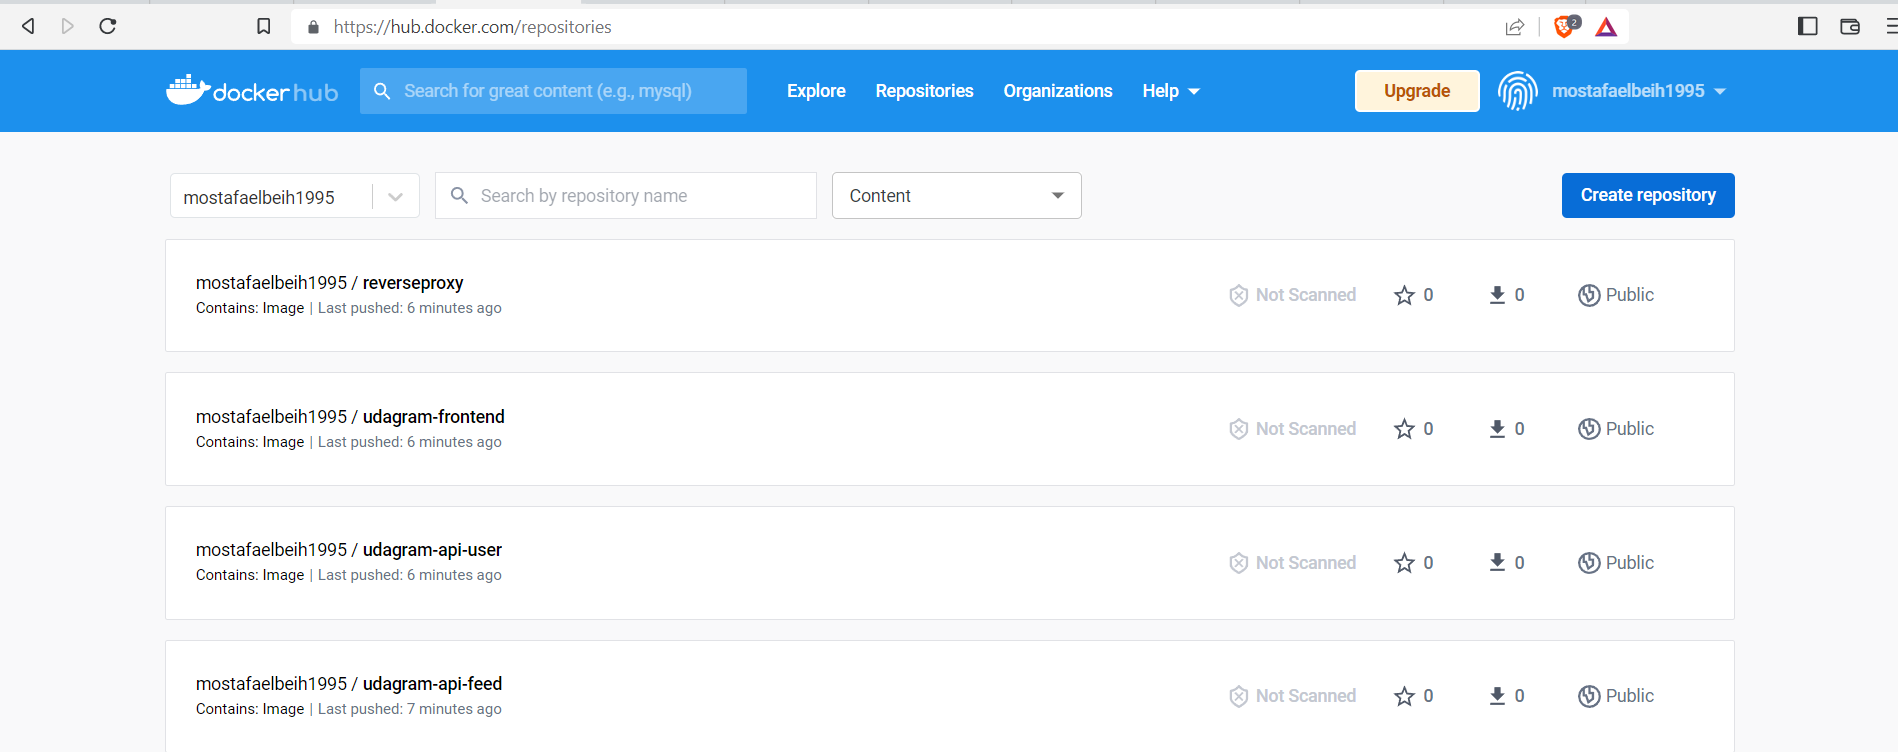 https://hub.docker.com/repositories
2
docker hub
Search for great content (e.g., mysql)
Explore
Repositories
Organizations
Help
Upgrade
mostafaelbeih1995
mostafaelbeih1995
Search by repository name
Content
Create repository
mostafaelbeih1995 / reverseproxy
Contains: Image | Last pushed: 6 minutes ago
Not Scanned
0
0
Public
mostafaelbeih1995 / udagram-frontend
Contains: Image | Last pushed: 6 minutes ago
Not Scanned
0
0
Public
mostafaelbeih1995 / udagram-api-user
Contains: Image | Last pushed: 6 minutes ago
Not Scanned
0
0
Public
mostafaelbeih1995 / udagram-api-feed
Contains: Image | Last pushed: 7 minutes ago
Not Scanned
0
0
Public